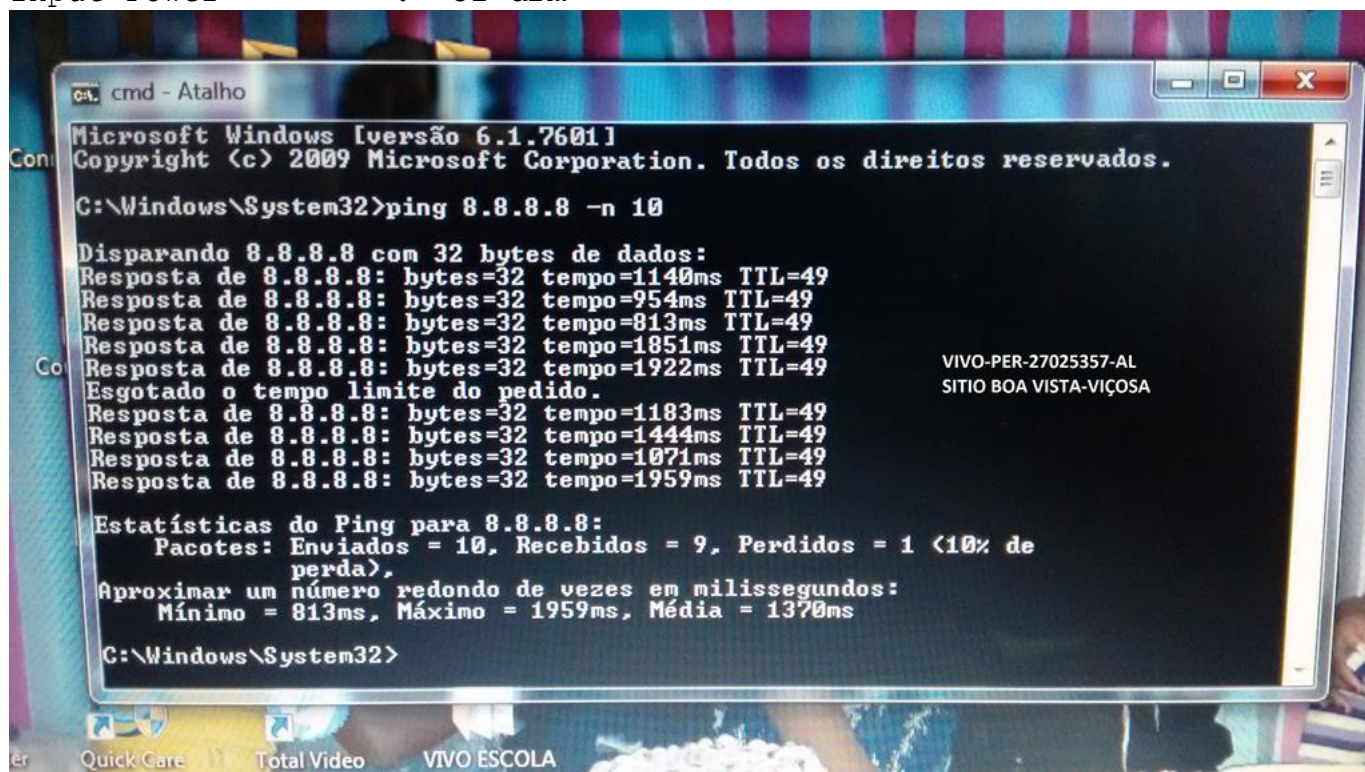 cmd - Atalho
Microsoft Windows [versão 6.1.7601]
Copyright (c) 2009 Microsoft Corporation. Todos os direitos reservados.
C:\Windows\System32>ping 8.8.8.8 -n 10
Disparando 8.8.8.8 com 32 bytes de dados:
Resposta de 8.8.8.8: bytes=32 tempo=1140ms TTL=49
Resposta de 8.8.8.8: bytes=32 tempo=954ms TTL=49
Resposta de 8.8.8.8: bytes=32 tempo=813ms TTL=49
Resposta de 8.8.8.8: bytes=32 tempo=1851ms TTL=49
Resposta de 8.8.8.8: bytes=32 tempo=1922ms TTL=49
Esgotado o tempo limite do pedido.
Resposta de 8.8.8.8: bytes=32 tempo=1183ms TTL=49
Resposta de 8.8.8.8: bytes=32 tempo=1444ms TTL=49
Resposta de 8.8.8.8: bytes=32 tempo=1071ms TTL=49
Resposta de 8.8.8.8: bytes=32 tempo=1959ms TTL=49
VIVO-PER-27025357-AL
SITIO BOA VISTA-VIÇOSA
Estatísticas do Ping para 8.8.8.8:
Pacotes: Enviados = 10, Recebidos = 9, Perdidos = 1 (10% de
perda),
Aproximar um número redondo de vezes em milissegundos:
Mínimo = 813ms, Máximo = 1959ms, Média = 1370ms
C:\Windows\System32>
Quick Care
Total Video
VIVO ESCOLA